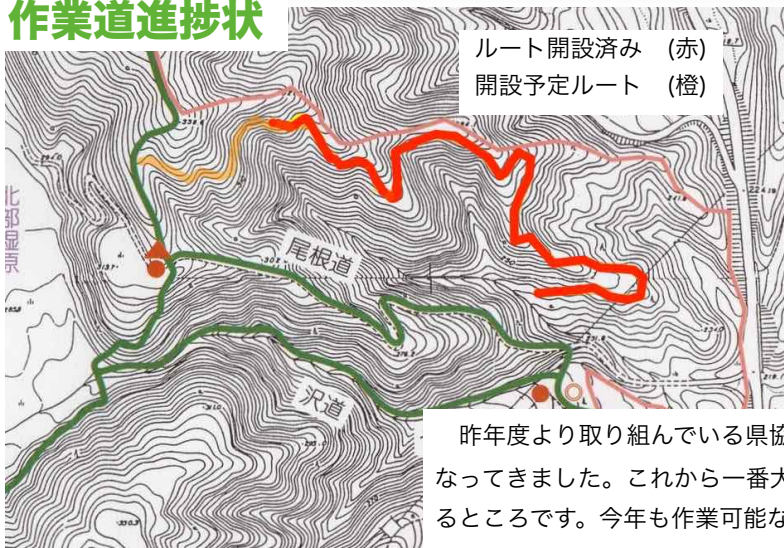 作業道進捗状
ルート開設済み (赤)
開設予定ルート (橙)
北部湿原
尾根道
沢道
昨年度より取り組んでいる県協
なってきました。これから一番大
るところです。今年も作業可能な